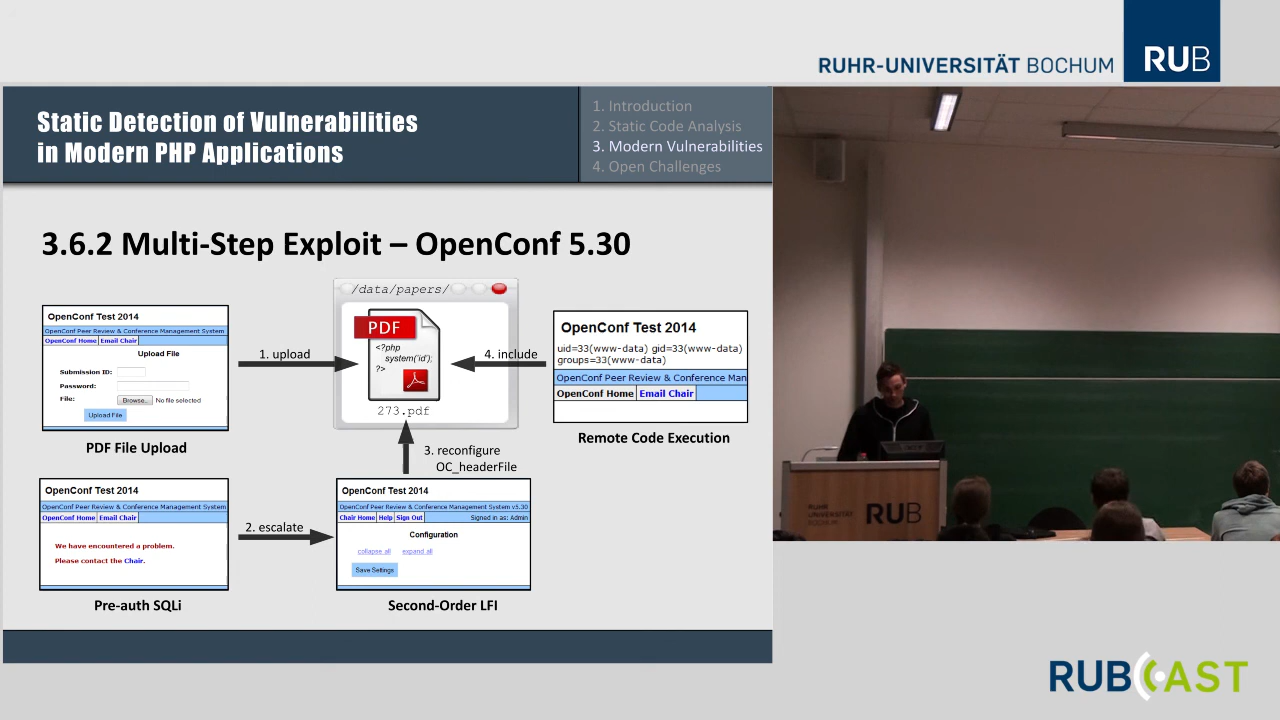 RUHR-UNIVERSITÄT BOCHUM
RUB
Static Detection of Vulnerabilities
in Modern PHP Applications
1. Introduction
2. Static Code Analysis
3. Modern Vulnerabilities
4. Open Challenges
3.6.2 Multi-Step Exploit – OpenConf 5.30
OpenConf Test 2014
OpenConf Peer Review & Conference Management System
OpenConf Home Email Chair
Upload File
Submission ID:
Password:
File: Browse.. No file selected
Upload File
PDF File Upload
1. upload
/data/papers/
PDF
<?php
system('id');
?>
273.pdf
4. include
OpenConf Test 2014
uid=33(www-data) gid=33(www-data)
groups=33(www-data)
OpenConf Peer Review & Conference Man
OpenConf Home Email Chair
Remote Code Execution
3. reconfigure
OC_headerFile
OpenConf Test 2014
OpenConf Peer Review & Conference Management System
OpenConf Home Email Chair
We have encountered a problem.
Please contact the Chair.
Pre-auth SQLi
2. escalate
OpenConf Test 2014
OpenConf Peer Review & Conference Management System v5.30
Chair Home Help Sign Out Signed in as: Admin
Configuration
collapse all expand all
Save Settings
Second-Order LFI
RUHR
UNIVERSITÄT
BOCHUM
RUB
RUBCAST